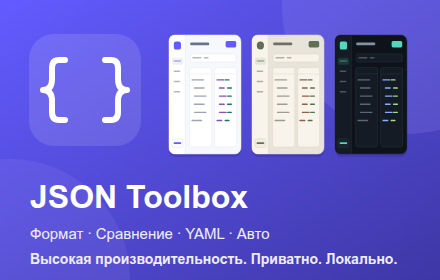 { }
JSON Toolbox
Формат · Сравнение · YAML · Авто
Высокая производительность. Приватно. Локально.